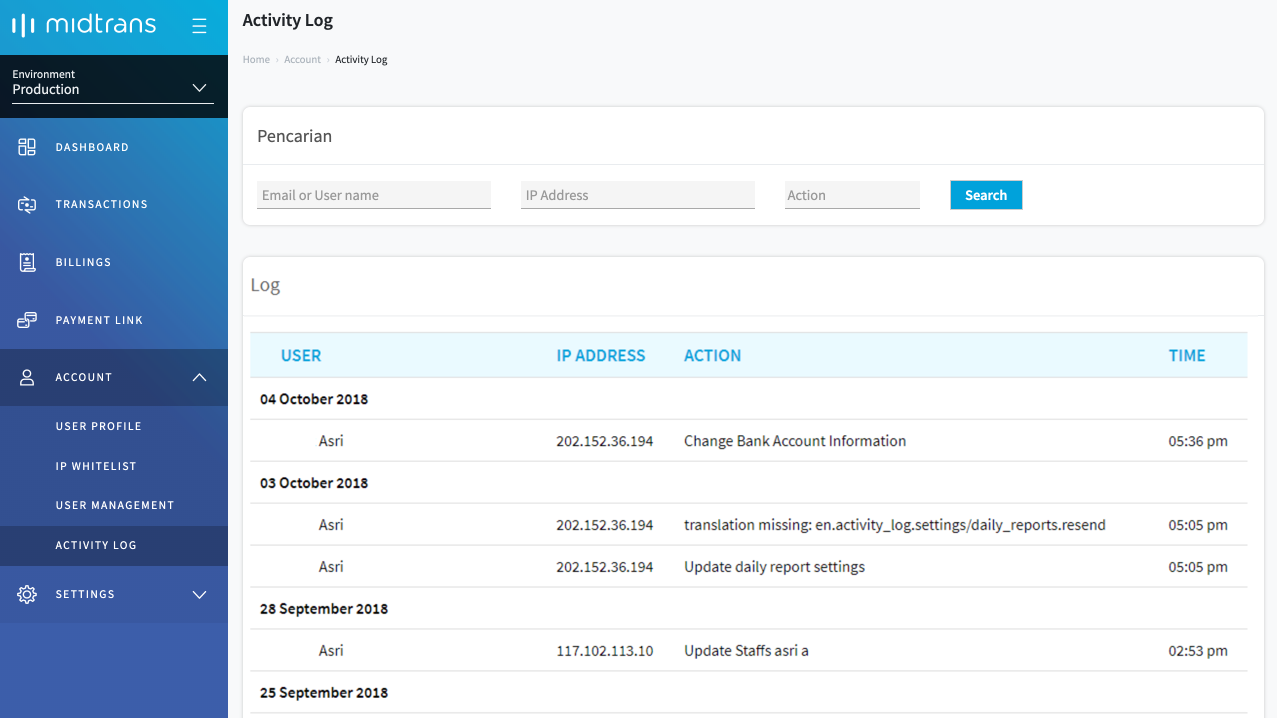 midtrans
Environment
Production
DASHBOARD
TRANSACTIONS
BILLINGS
PAYMENT LINK
ACCOUNT
USER PROFILE
IP WHITELIST
USER MANAGEMENT
ACTIVITY LOG
SETTINGS
Activity Log
Home › Account › Activity Log
Pencarian
Email or User name IP Address Action Search
Log
USER IP ADDRESS ACTION TIME
04 October 2018
Asri 202.152.36.194 Change Bank Account Information 05:36 pm
03 October 2018
Asri 202.152.36.194 translation missing: en.activity_log.settings/daily_reports.resend 05:05 pm
Asri 202.152.36.194 Update daily report settings 05:05 pm
28 September 2018
Asri 117.102.113.10 Update Staffs asri a 02:53 pm
25 September 2018